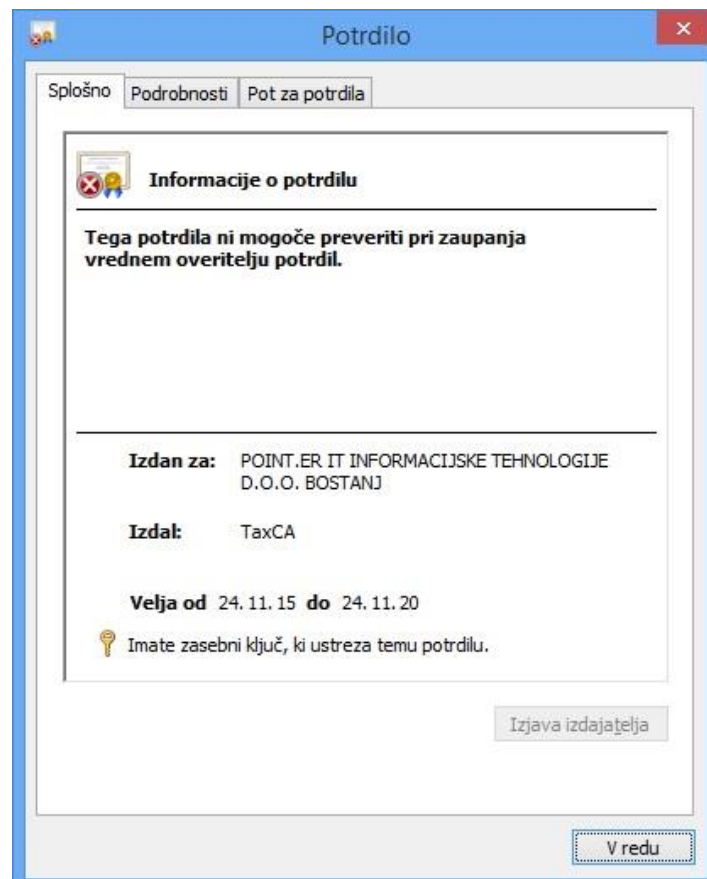 Potrdilo
Splošno Podrobnosti Pot za potrdila
Informacije o potrdilu
Tega potrdila ni mogoče preveriti pri zaupanja
vrednem overitelju potrdil.
Izdan za: POINT.ER IT INFORMACIJSKE TEHNOLOGIJE
D.O.O. BOSTANJ
Izdal: TaxCA
Velja od 24. 11. 15 do 24. 11. 20
Imate zasebni ključ, ki ustreza temu potrdilu.
Izjava izdajatelja
V redu